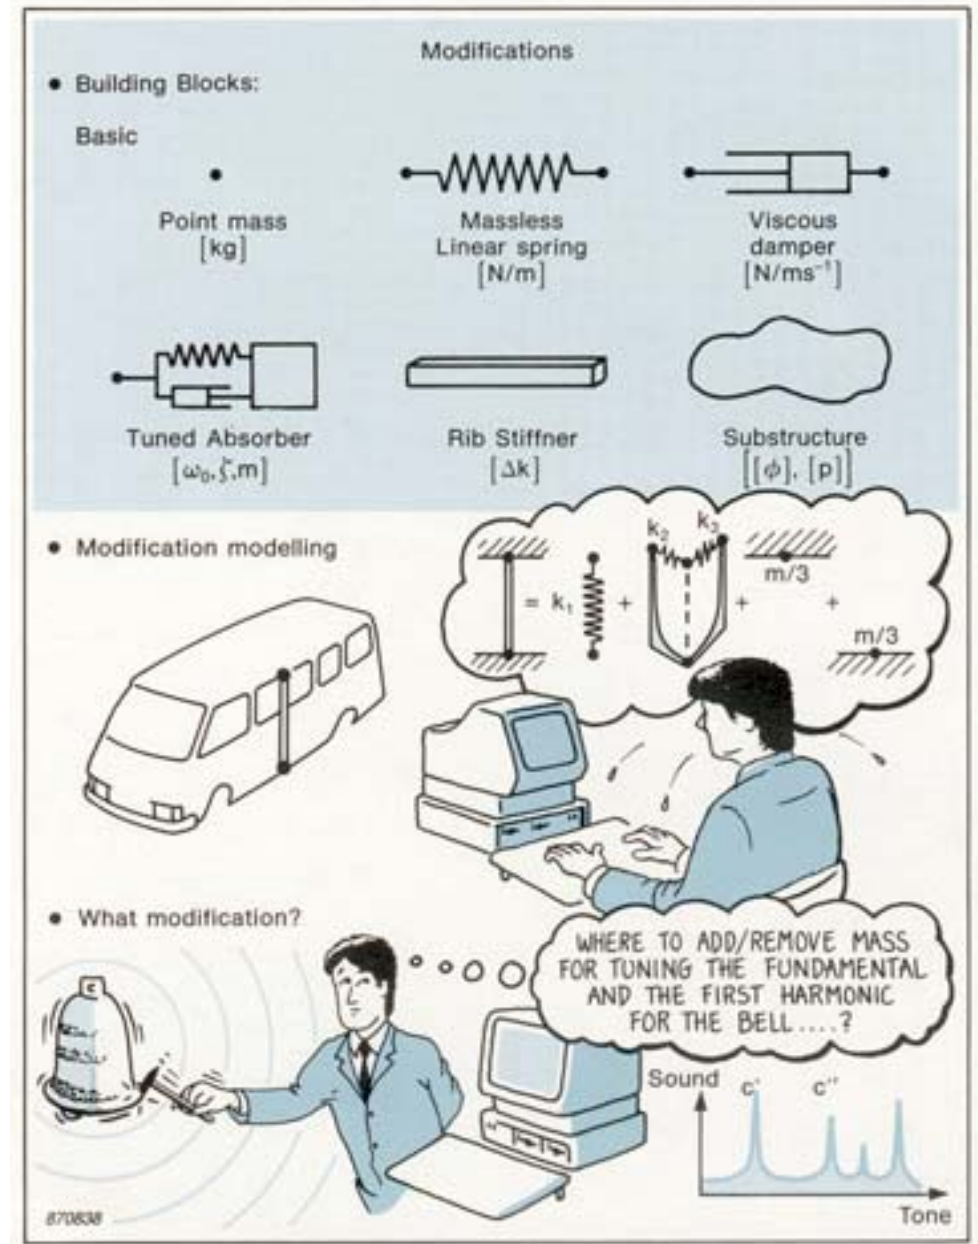 Modifications
• Building Blocks:
Basic
Point mass
[kg]
Massless
Linear spring
[N/m]
Viscous
damper
[N/ms⁻¹]
Tuned Absorber
[ω₀,ζ,m]
Rib Stiffner
[Δk]
Substructure
[[ϕ], [p]]
• Modification modelling
= k₁ + k₂ k₃ + m/3 + m/3
• What modification?
WHERE TO ADD/REMOVE MASS
FOR TUNING THE FUNDAMENTAL
AND THE FIRST HARMONIC
FOR THE BELL....?
c
Sound
c' c''
Tone
870838